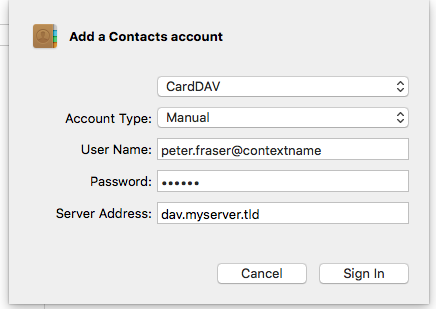 Add a Contacts account
CardDAV
Account Type: Manual
User Name: peter.fraser@contextname
Password: ••••••
Server Address: dav.myserver.tld
Cancel Sign In